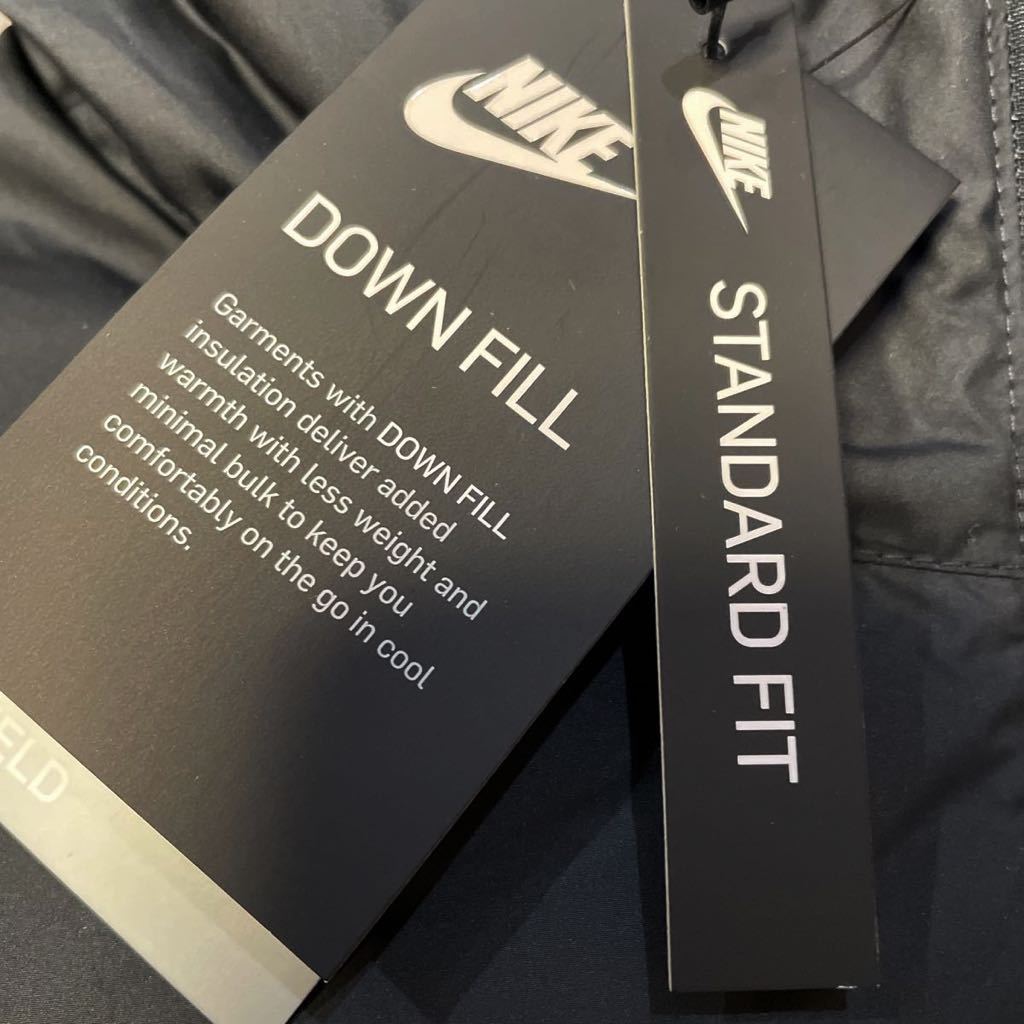 NIKE
DOWN FILL
Garments with DOWN FILL
insulation deliver added
warmth with less weight and
minimal bulk to keep you
comfortably on the go in cool
conditions.
ELD
NIKE
STANDARD FIT